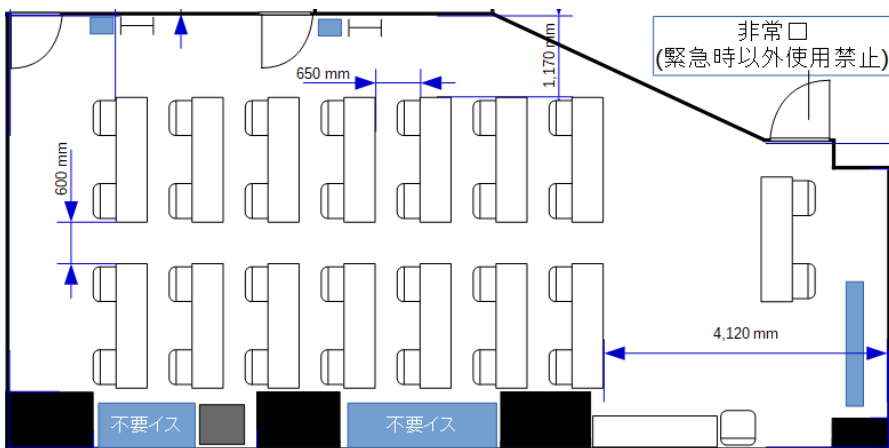 非常口
(緊急時以外使用禁止)
650 mm
1,170 mm
600 mm
4,120 mm
不要イス
不要イス